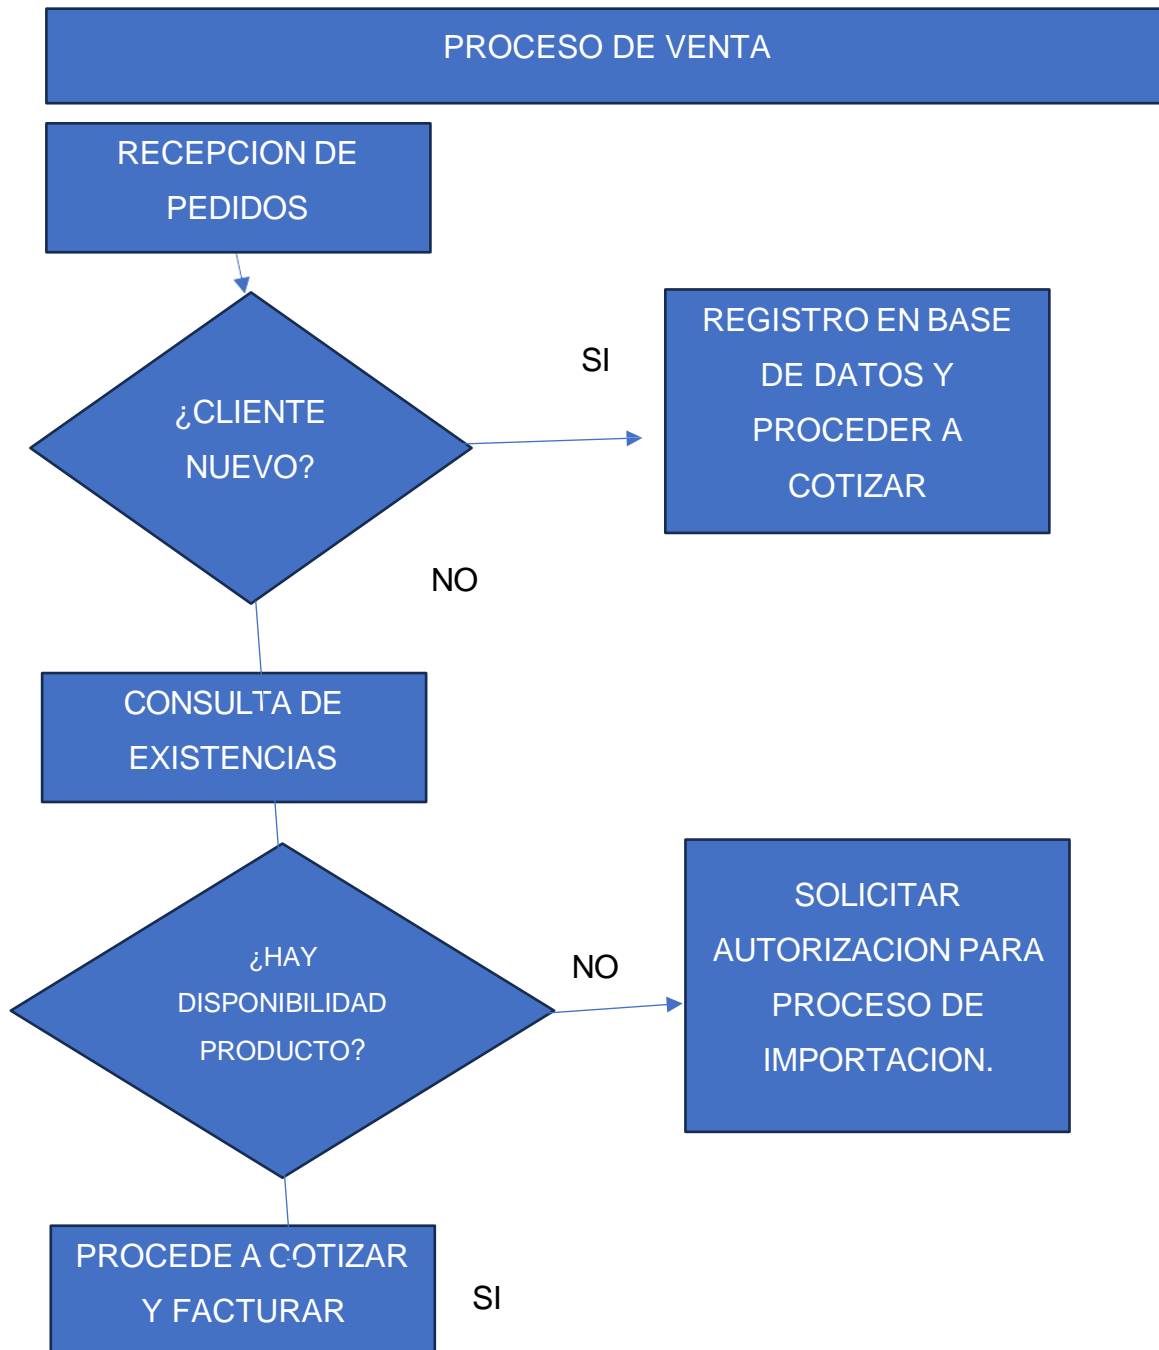 PROCESO DE VENTA
RECEPCION DE
PEDIDOS
¿CLIENTE
NUEVO?
SI
REGISTRO EN BASE
DE DATOS Y
PROCEDER A
COTIZAR
NO
CONSULTA DE
EXISTENCIAS
¿HAY
DISPONIBILIDAD
PRODUCTO?
NO
SOLICITAR
AUTORIZACION PARA
PROCESO DE
IMPORTACION.
PROCEDE A COTIZAR
Y FACTURAR
SI